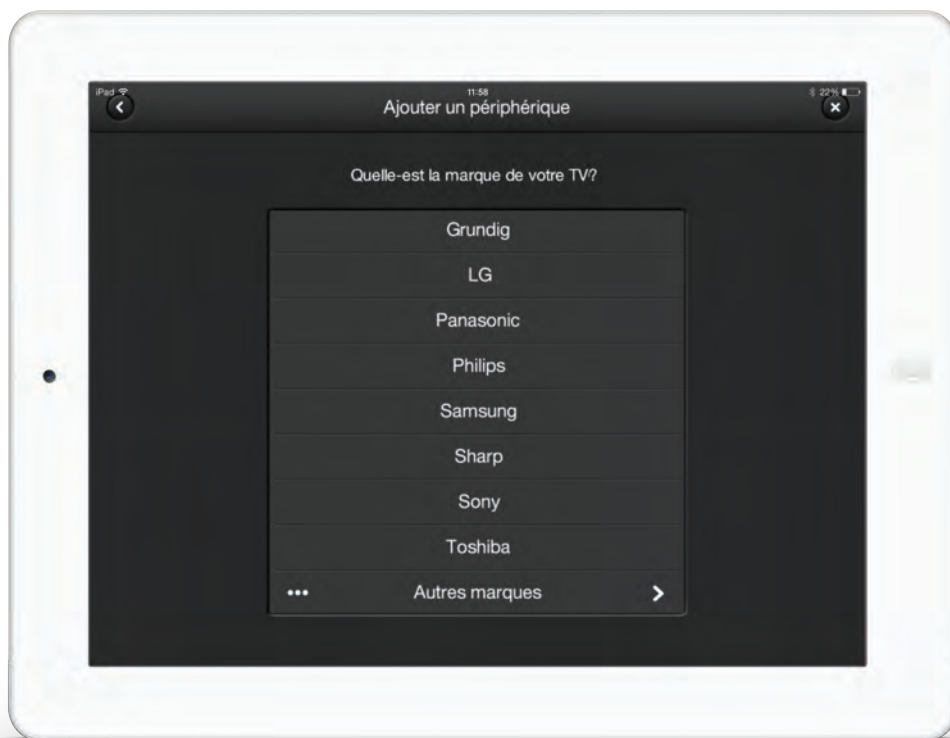 iPad
11:58
22%
Ajouter un périphérique
Quelle-est la marque de votre TV?
Grundig
LG
Panasonic
Philips
Samsung
Sharp
Sony
Toshiba
Autres marques